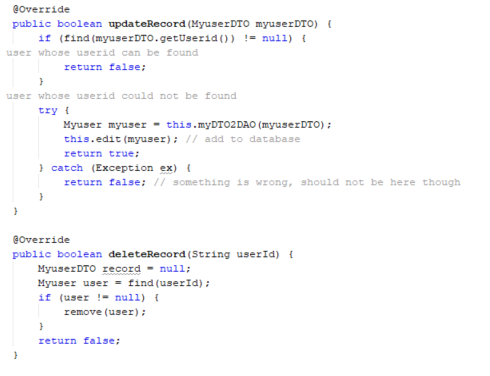 @Override
public boolean updateRecord(MyuserDTO myuserDTO) {
if (find(myuserDTO.getUserid()) != null) {
user whose userid can be found
return false;
}
user whose userid could not be found
try {
Myuser myuser = this.myDTO2DAO(myuserDTO);
this.edit(myuser); // add to database
return true;
} catch (Exception ex) {
return false; // something is wrong, should not be here though
}
}
@Override
public boolean deleteRecord(String userId) {
MyuserDTO record = null;
Myuser user = find(userId);
if (user != null) {
remove(user);
}
return false;
}